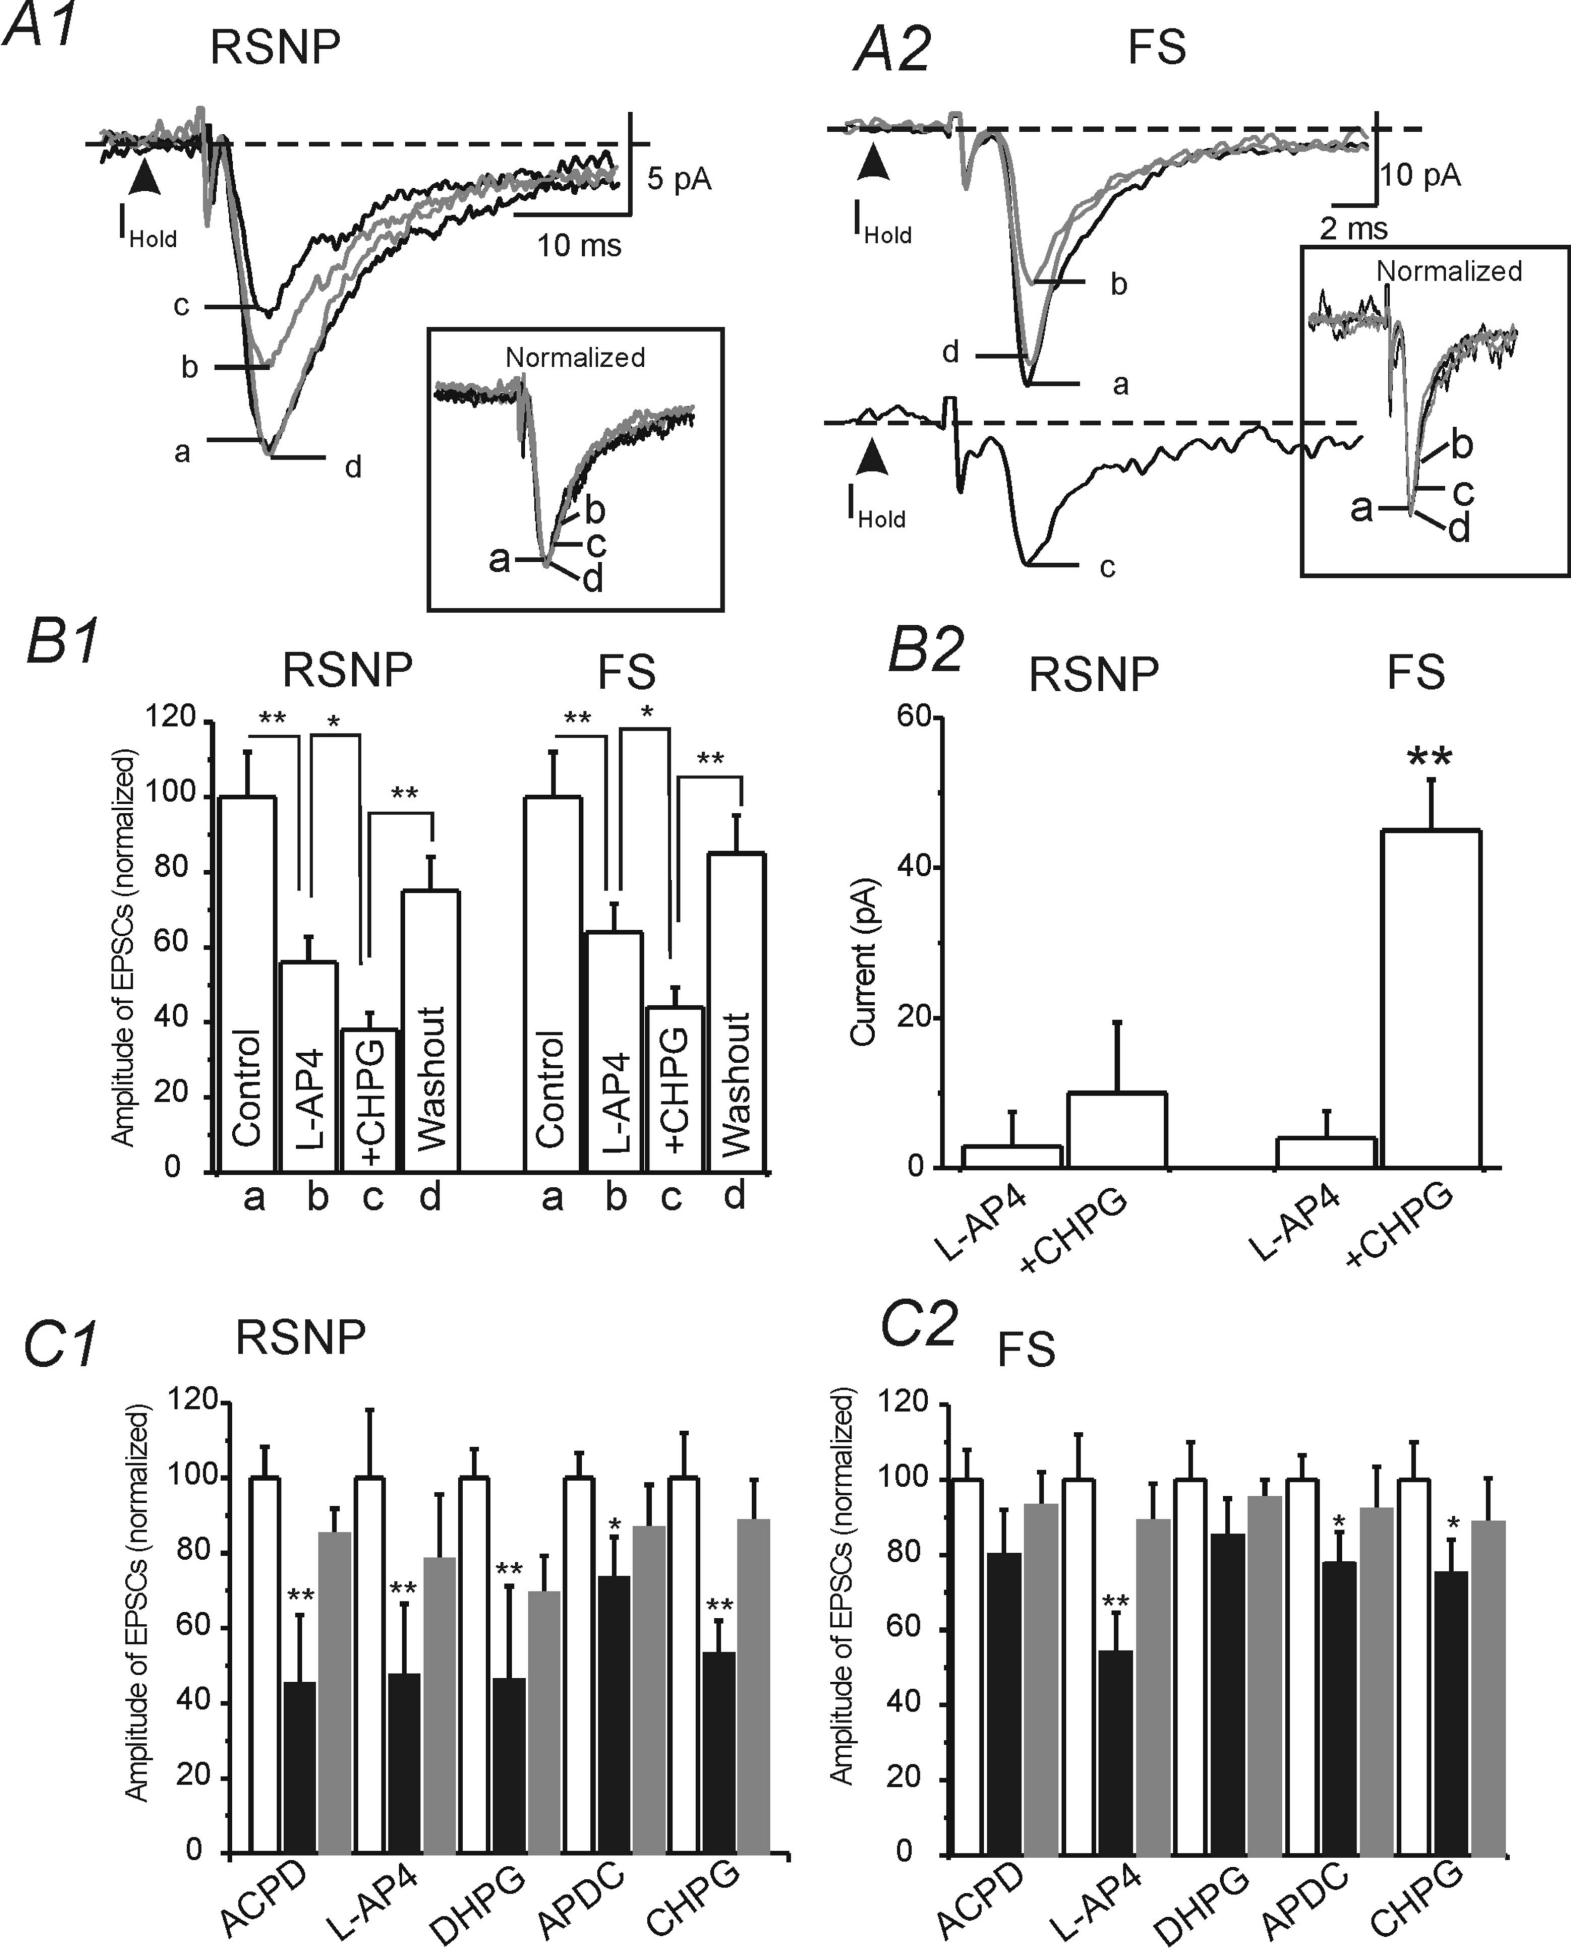 A1
RSNP
5 pA
10 ms
IHold
c
b
a
d
Normalized
b
c
a
d
A2
FS
10 pA
2 ms
IHold
b
d
a
IHold
c
Normalized
b
c
a
d
B1
RSNP
FS
Amplitude of EPSCs (normalized)
120
100
80
60
40
20
0
** * **
** * **
Control L-AP4 +CHPG Washout
Control L-AP4 +CHPG Washout
a b c d
a b c d
B2
RSNP
FS
Current (pA)
60
40
20
0
**
L-AP4 +CHPG
L-AP4 +CHPG
C1
RSNP
Amplitude of EPSCs (normalized)
120
100
80
60
40
20
0
** ** ** * **
ACPD L-AP4 DHPG APDC CHPG
C2
FS
Amplitude of EPSCs (normalized)
120
100
80
60
40
20
0
** * *
ACPD L-AP4 DHPG APDC CHPG